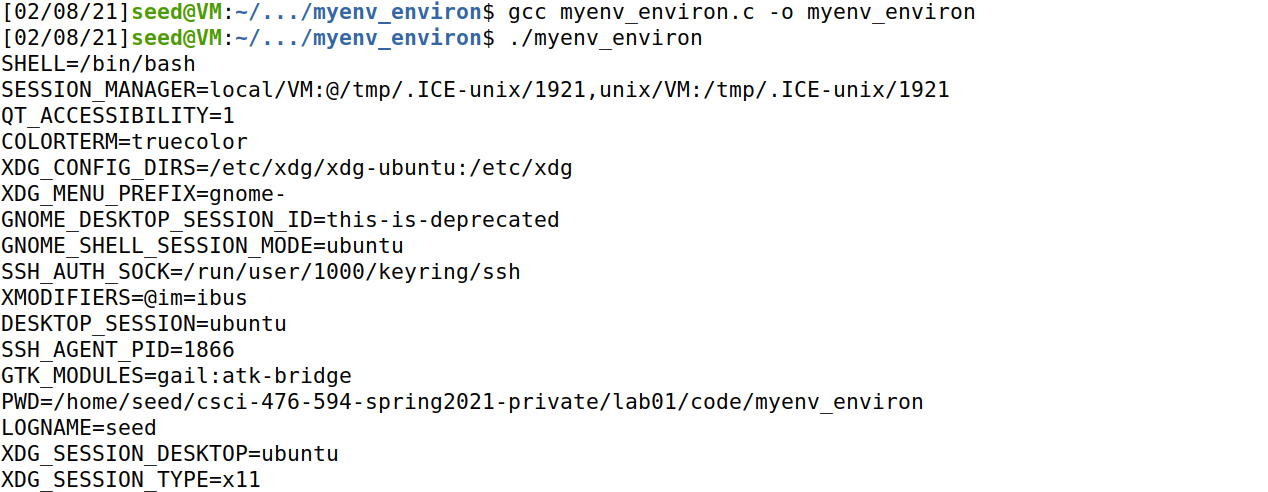 [02/08/21]seed@VM:~/.../myenv_environ$ gcc myenv_environ.c -o myenv_environ
[02/08/21]seed@VM:~/.../myenv_environ$ ./myenv_environ
SHELL=/bin/bash
SESSION_MANAGER=local/VM:@/tmp/.ICE-unix/1921,unix/VM:/tmp/.ICE-unix/1921
QT_ACCESSIBILITY=1
COLORTERM=truecolor
XDG_CONFIG_DIRS=/etc/xdg/xdg-ubuntu:/etc/xdg
XDG_MENU_PREFIX=gnome-
GNOME_DESKTOP_SESSION_ID=this-is-deprecated
GNOME_SHELL_SESSION_MODE=ubuntu
SSH_AUTH_SOCK=/run/user/1000/keyring/ssh
XMODIFIERS=@im=ibus
DESKTOP_SESSION=ubuntu
SSH_AGENT_PID=1866
GTK_MODULES=gail:atk-bridge
PWD=/home/seed/csci-476-594-spring2021-private/lab01/code/myenv_environ
LOGNAME=seed
XDG_SESSION_DESKTOP=ubuntu
XDG_SESSION_TYPE=x11